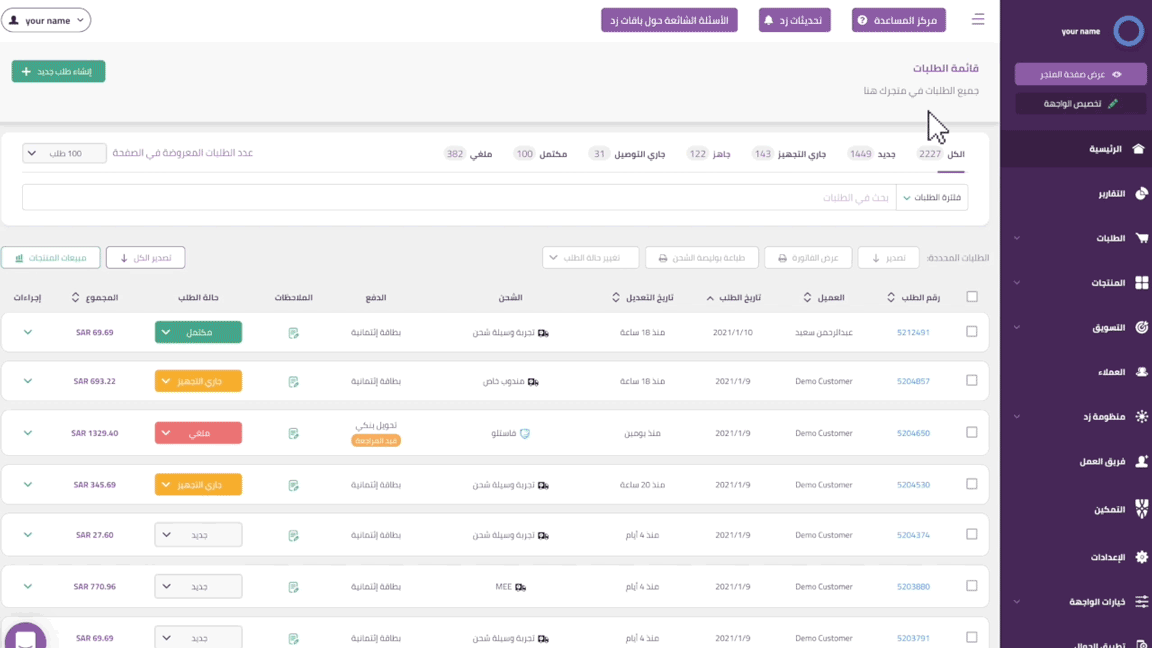 your name
الأسئلة الشائعة حول باقات زد
تحديثات زد
مركز المساعدة
your name
عرض صفحة المتجر
تخصيص الواجهة
الرئيسية
التقارير
الطلبات
المنتجات
التسويق
العملاء
منظومة زد
فريق العمل
التمكين
الإعدادات
خيارات الواجهة
تطبيق الجوال
قائمة الطلبات
جميع الطلبات في متجرك هنا
إنشاء طلب جديد
الكل 2227 جديد 1449 جاري التجهيز 143 جاهز 122 جاري التوصيل 31 مكتمل 100 ملغي 382
عدد الطلبات المعروضة في الصفحة 100 طلب
فلترة الطلبات بحث في الطلبات
الطلبات المحددة: تصدير عرض الفاتورة طباعة بوليصة الشحن تغيير حالة الطلب تصدير الكل مبيعات المنتجات
رقم الطلب العميل تاريخ الطلب تاريخ التعديل الشحن الدفع الملاحظات حالة الطلب المجموع إجراءات
5212491 عبدالرحمن سعيد 2021/1/10 منذ 18 ساعة تجربة وسيلة شحن بطاقة إئتمانية مكتمل SAR 69.69
5204857 Demo Customer 2021/1/9 منذ 18 ساعة مندوب خاص بطاقة إئتمانية جاري التجهيز SAR 693.22
5204650 Demo Customer 2021/1/9 منذ يومين فاستلو تحويل بنكي ملغي SAR 1329.40
قيد المراجعة
5204530 Demo Customer 2021/1/9 منذ 20 ساعة تجربة وسيلة شحن بطاقة إئتمانية جاري التجهيز SAR 345.69
5204374 Demo Customer 2021/1/9 منذ 4 أيام تجربة وسيلة شحن بطاقة إئتمانية جديد SAR 27.60
5203880 Demo Customer 2021/1/9 منذ 4 أيام MEE بطاقة إئتمانية جديد SAR 770.96
5203791 Demo Customer 2021/1/9 منذ 4 أيام تجربة وسيلة شحن بطاقة إئتمانية جديد SAR 69.69